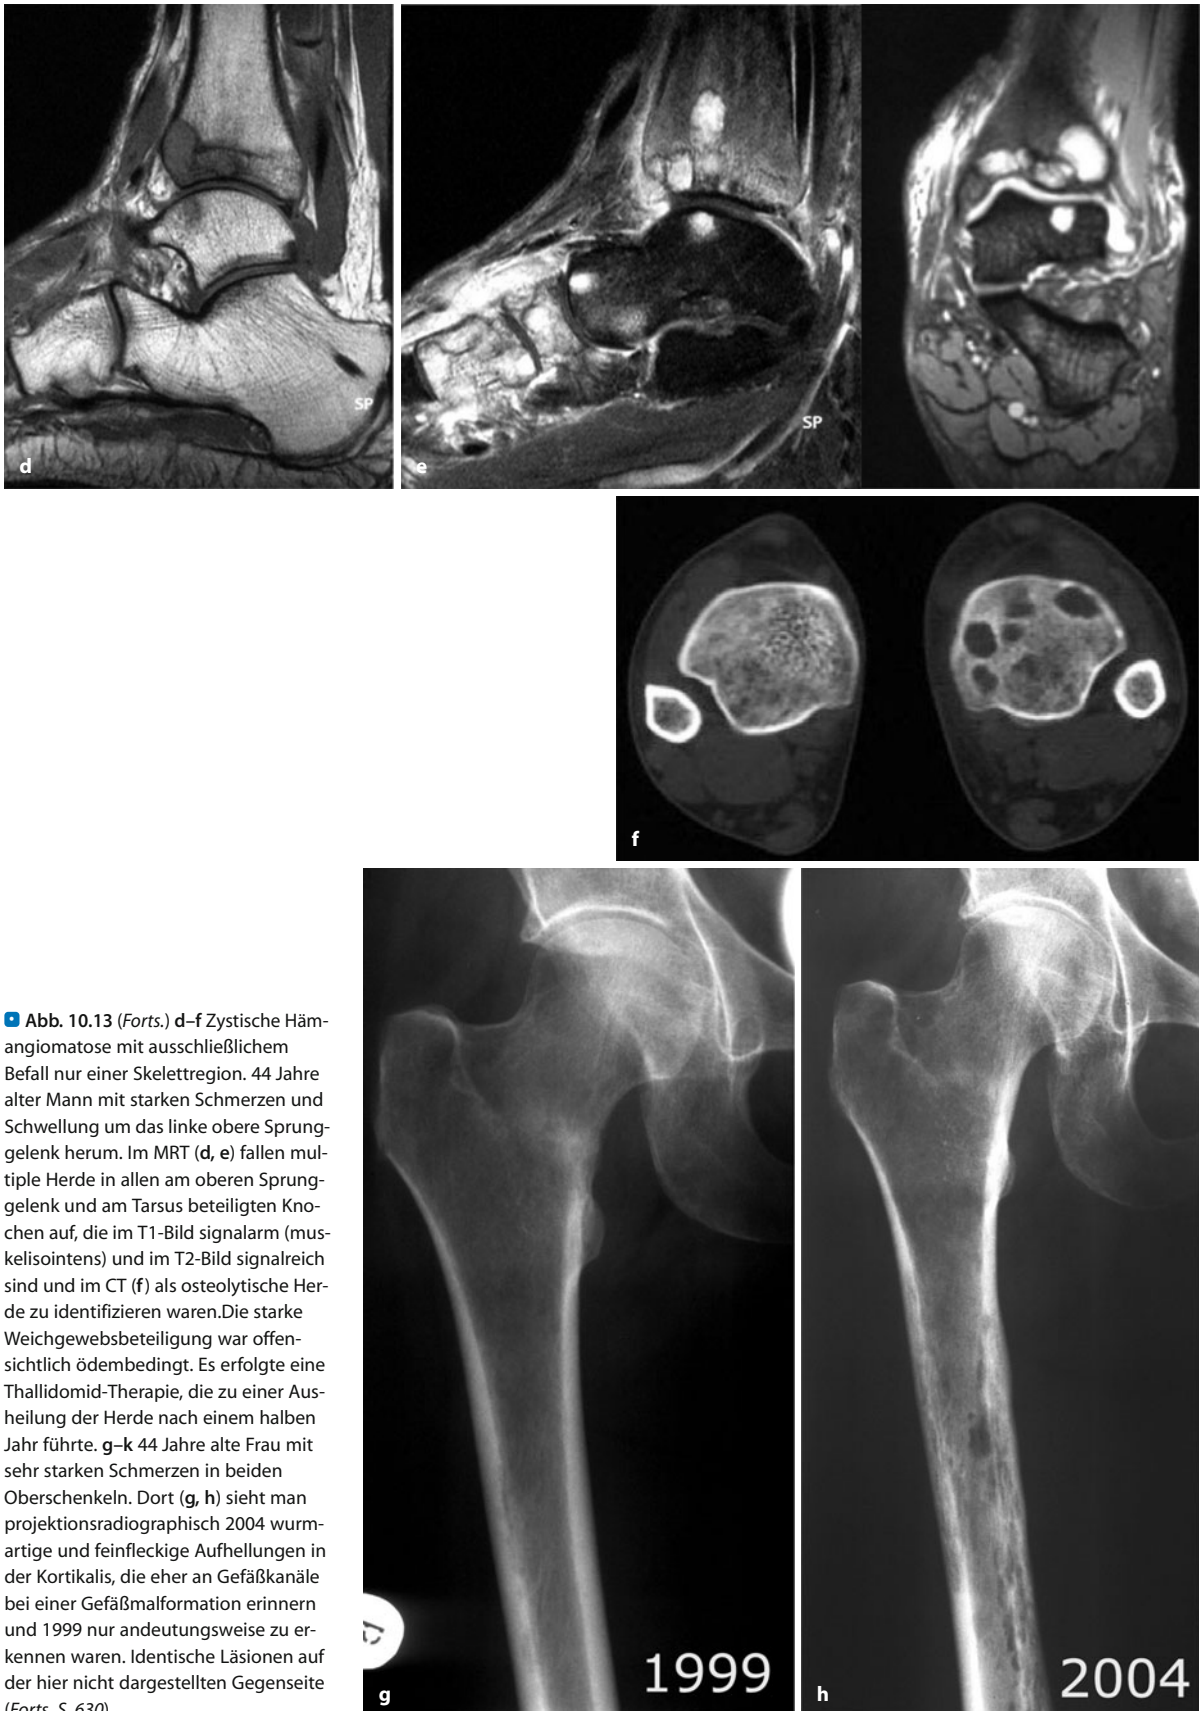 d
SP
e
SP
f
Abb. 10.13 (Forts.) d–f Zystische Häm-
angiomatose mit ausschließlichem
Befall nur einer Skelettregion. 44 Jahre
alter Mann mit starken Schmerzen und
Schwellung um das linke obere Sprung-
gelenk herum. Im MRT (d, e) fallen mul-
tiple Herde in allen am oberen Sprung-
gelenk und am Tarsus beteiligten Kno-
chen auf, die im T1-Bild signalarm (mus-
kelisointens) und im T2-Bild signalreich
sind und im CT (f) als osteolytische Her-
de zu identifizieren waren.Die starke
Weichgewebsbeteiligung war offen-
sichtlich ödembedingt. Es erfolgte eine
Thallidomid-Therapie, die zu einer Aus-
heilung der Herde nach einem halben
Jahr führte. g–k 44 Jahre alte Frau mit
sehr starken Schmerzen in beiden
Oberschenkeln. Dort (g, h) sieht man
projektionsradiographisch 2004 wurm-
artige und feinfleckige Aufhellungen in
der Kortikalis, die eher an Gefäßkanäle
bei einer Gefäßmalformation erinnern
und 1999 nur andeutungsweise zu er-
kennen waren. Identische Läsionen auf
der hier nicht dargestellten Gegenseite
(Forts. S. 630)
g
1999
h
2004